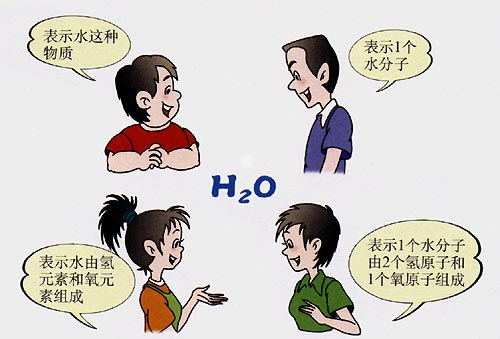 表示水这种
物质
表示1个
水分子
H₂O
表示水由氢
元素和氧元
素组成
表示1个水分子
由2个氢原子和
1个氧原子组成